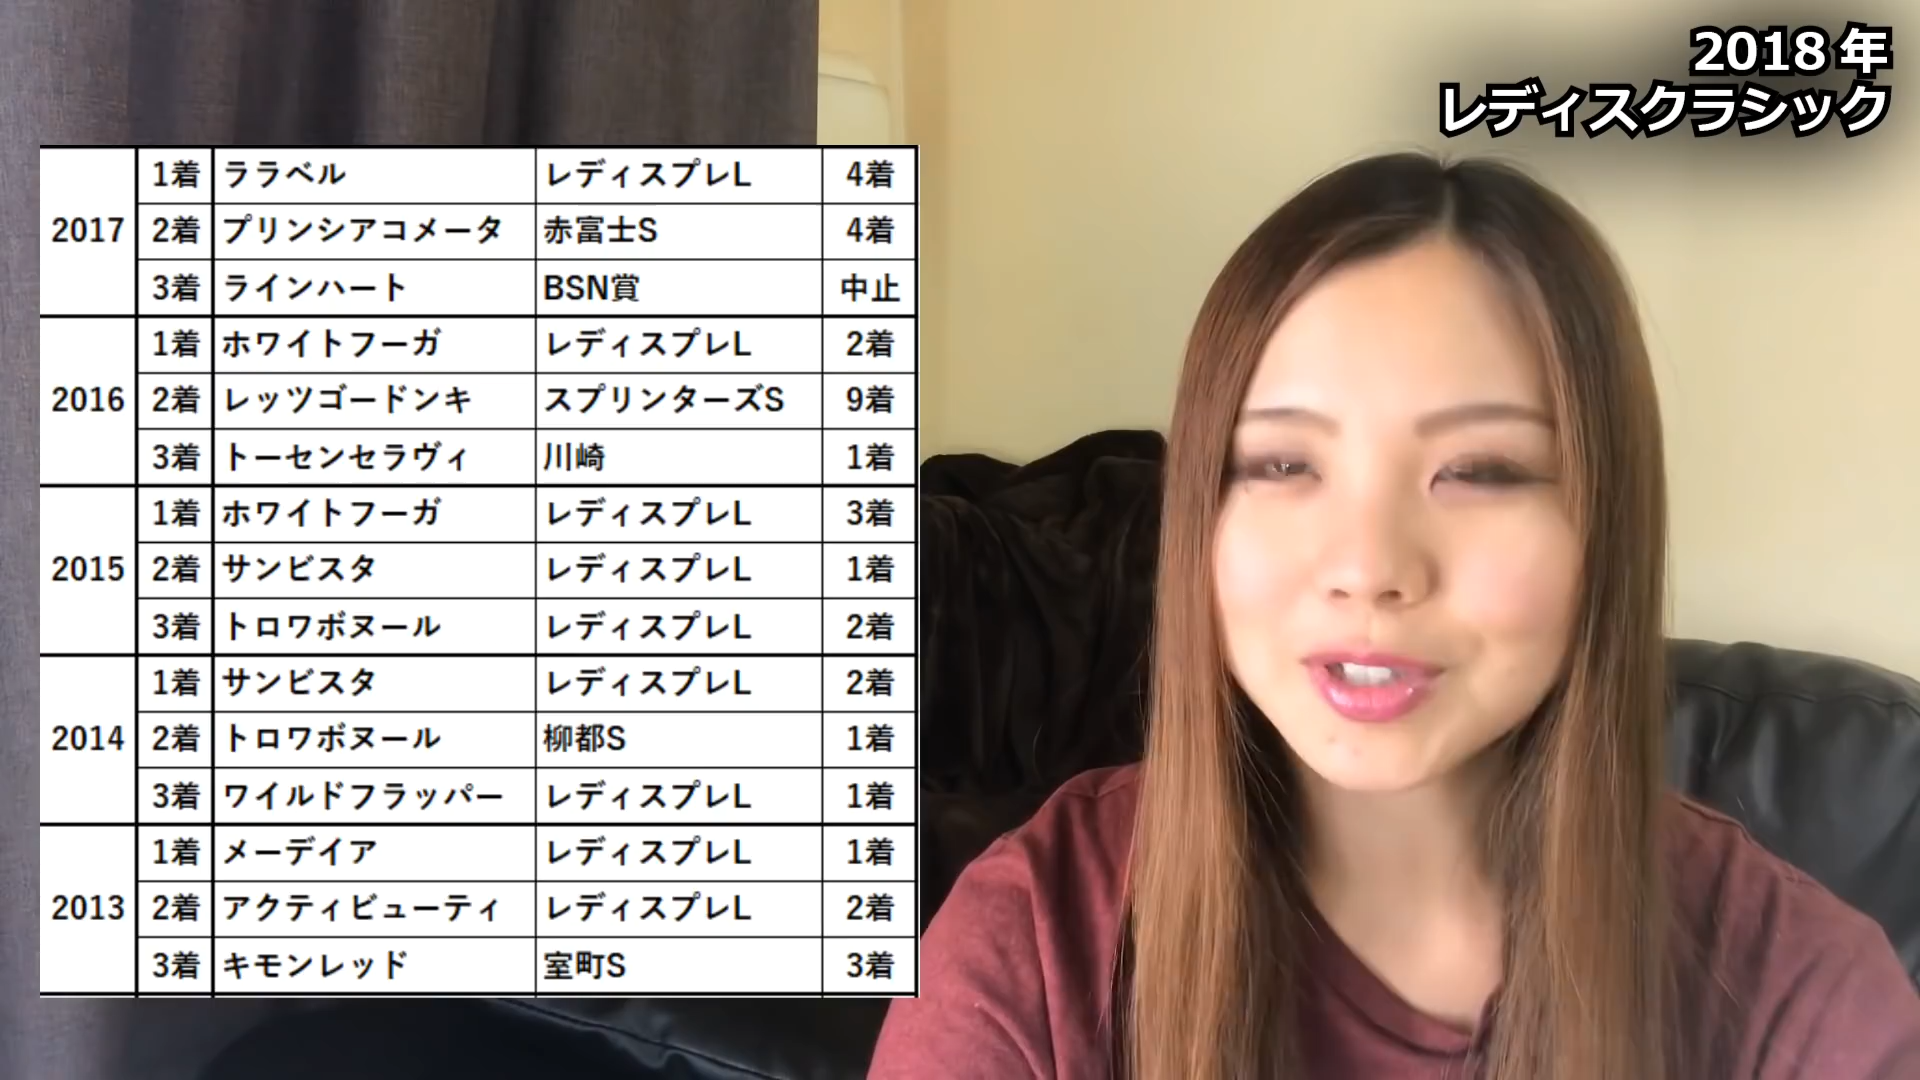 2018年
レディスクラシック
2017
1着 ララベル レディスプレL 4着
2着 プリンシアコメータ 赤富士S 4着
3着 ラインハート BSN賞 中止
2016
1着 ホワイトフーガ レディスプレL 2着
2着 レッツゴードンキ スプリンターズS 9着
3着 トーセンセラヴィ 川崎 1着
2015
1着 ホワイトフーガ レディスプレL 3着
2着 サンビスタ レディスプレL 1着
3着 トロワボヌール レディスプレL 2着
2014
1着 サンビスタ レディスプレL 2着
2着 トロワボヌール 柳都S 1着
3着 ワイルドフラッパー レディスプレL 1着
2013
1着 メーデイア レディスプレL 1着
2着 アクティビューティ レディスプレL 2着
3着 キモンレッド 室町S 3着